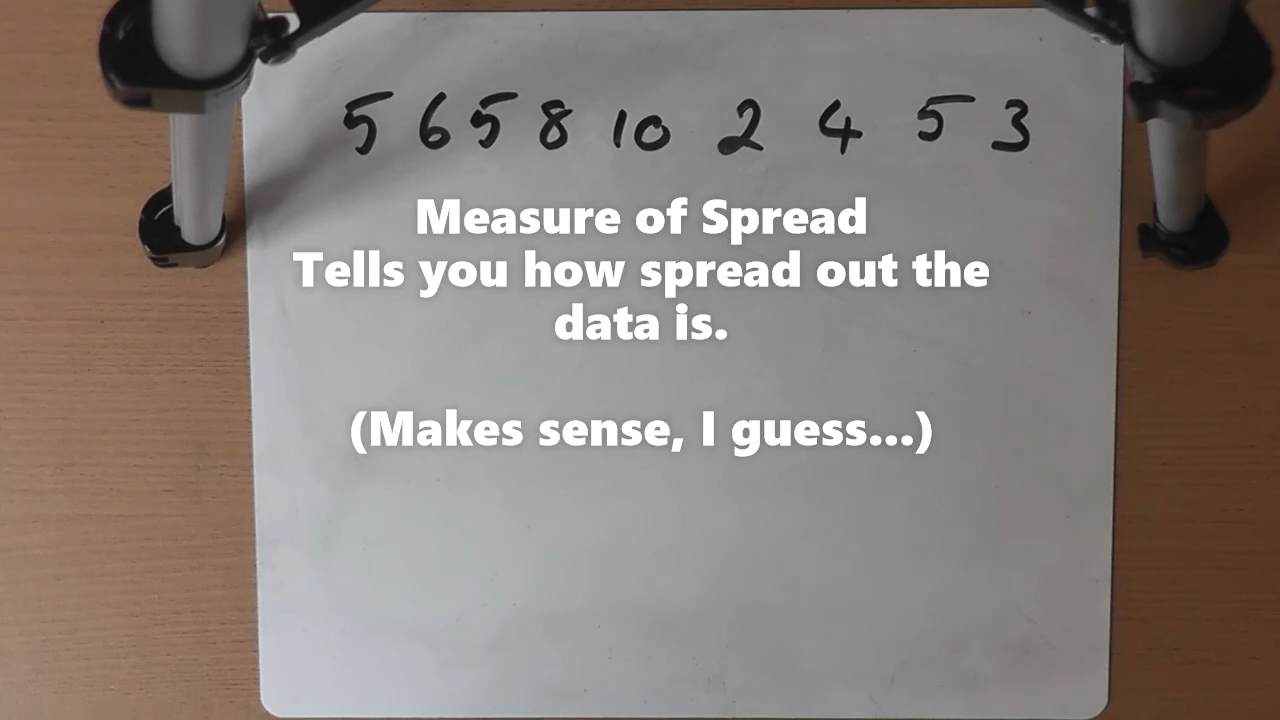 5 6 5 8 10 2 4 5 3
Measure of Spread
Tells you how spread out the
data is.
(Makes sense, I guess...)